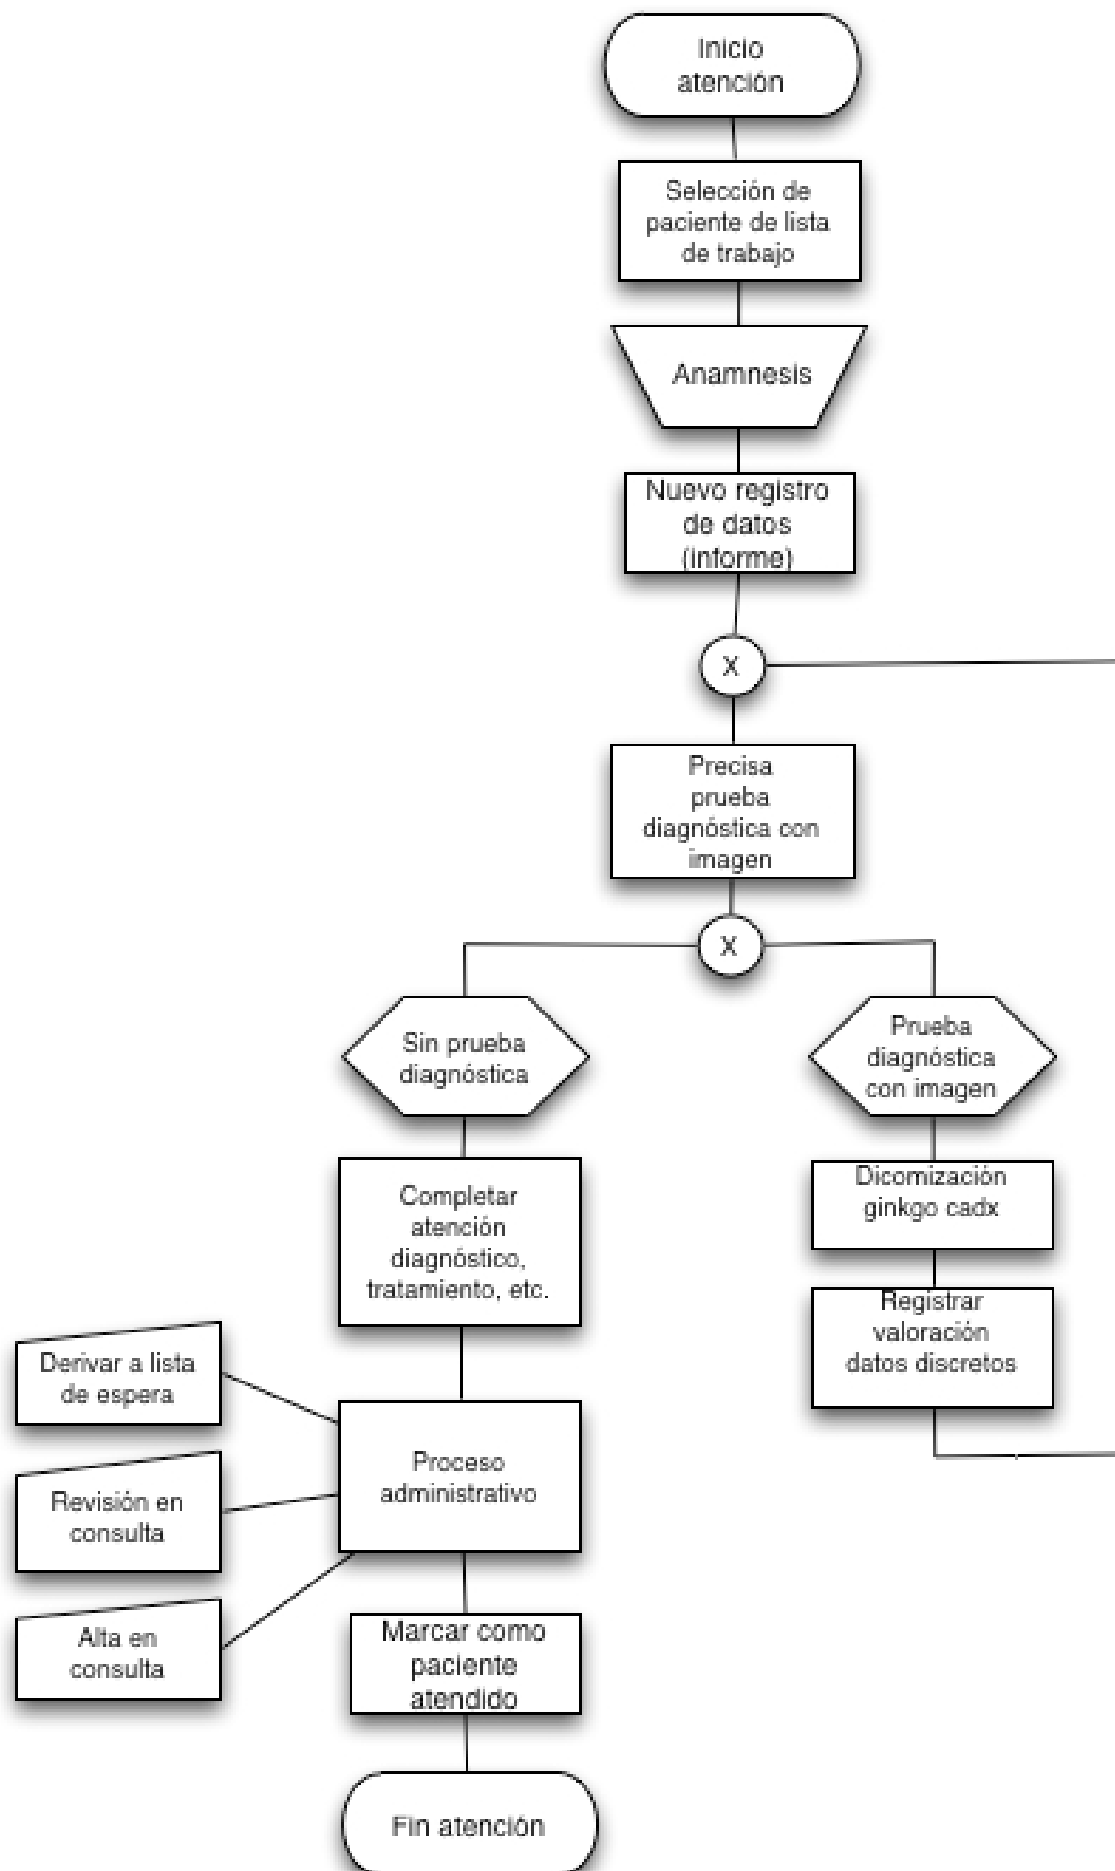 Inicio
atención
Selección de
paciente de lista
de trabajo
Anamnesis
Nuevo registro
de datos
(informe)
X
Precisa
prueba
diagnóstica con
imagen
X
Sin prueba
diagnóstica
Prueba
diagnóstica
con imagen
Completar
atención
diagnóstico,
tratamiento, etc.
Dicomización
ginkgo cadx
Registrar
valoración
datos discretos
Derivar a lista
de espera
Proceso
administrativo
Revisión en
consulta
Alta en
consulta
Marcar como
paciente
atendido
Fin atención